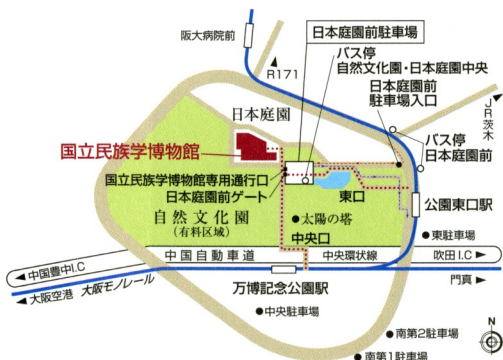 阪大病院前
日本庭園前駐車場
R171
バス停
自然文化園・日本庭園中央
日本庭園前
駐車場入口
JR茨木
日本庭園
バス停
日本庭園前
国立民族学博物館
国立民族学博物館専用通行口
日本庭園前ゲート
東口
公園東口駅
自然文化園
(有料区域)
太陽の塔
中央口
東駐車場
中国自動車道
中央環状線
吹田I.C
中国豊中I.C
大阪空港
大阪モノレール
万博記念公園駅
門真
中央駐車場
南第2駐車場
南第1駐車場
N